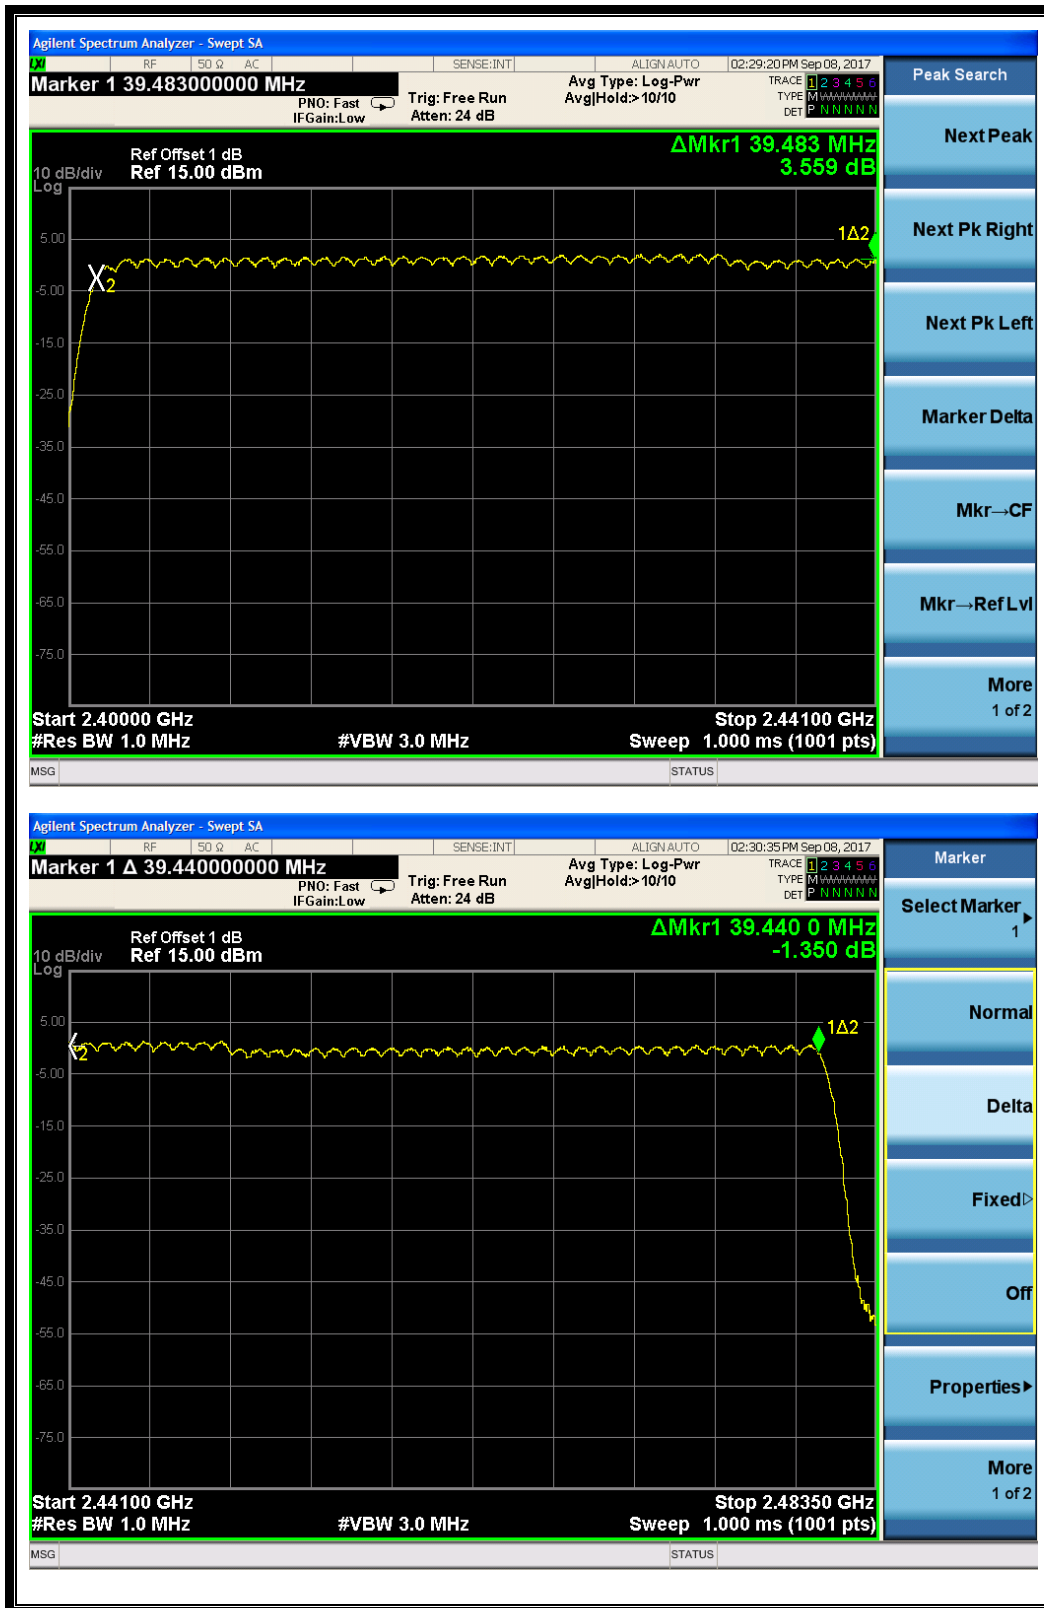 Agilent Spectrum Analyzer - Swept SA
LXI RF 50 Ω AC SENSE:INT ALIGN AUTO 02:29:20 PM Sep 08, 2017
Marker 1 39.483000000 MHz
PNO: Fast
IFGain:Low
Trig: Free Run
Atten: 24 dB
Avg Type: Log-Pwr
Avg|Hold:> 10/10
TRACE 1 2 3 4 5 6
TYPE M
DET P N N N N N
ΔMkr1 39.483 MHz
3.559 dB
Ref Offset 1 dB
10 dB/div Ref 15.00 dBm
Log
5.00
-5.00
-15.0
-25.0
-35.0
-45.0
-55.0
-65.0
-75.0
2
1Δ2
Start 2.40000 GHz Stop 2.44100 GHz
#Res BW 1.0 MHz #VBW 3.0 MHz Sweep 1.000 ms (1001 pts)
MSG STATUS
Peak Search
Next Peak
Next Pk Right
Next Pk Left
Marker Delta
Mkr→CF
Mkr→Ref Lvl
More
1 of 2
Agilent Spectrum Analyzer - Swept SA
LXI RF 50 Ω AC SENSE:INT ALIGN AUTO 02:30:35 PM Sep 08, 2017
Marker 1 Δ 39.440000000 MHz
PNO: Fast
IFGain:Low
Trig: Free Run
Atten: 24 dB
Avg Type: Log-Pwr
Avg|Hold:> 10/10
TRACE 1 2 3 4 5 6
TYPE M
DET P N N N N N
ΔMkr1 39.440 0 MHz
-1.350 dB
Ref Offset 1 dB
10 dB/div Ref 15.00 dBm
Log
5.00
-5.00
-15.0
-25.0
-35.0
-45.0
-55.0
-65.0
-75.0
2
1Δ2
Start 2.44100 GHz Stop 2.48350 GHz
#Res BW 1.0 MHz #VBW 3.0 MHz Sweep 1.000 ms (1001 pts)
MSG STATUS
Marker
Select Marker
1
Normal
Delta
Fixed
Off
Properties
More
1 of 2